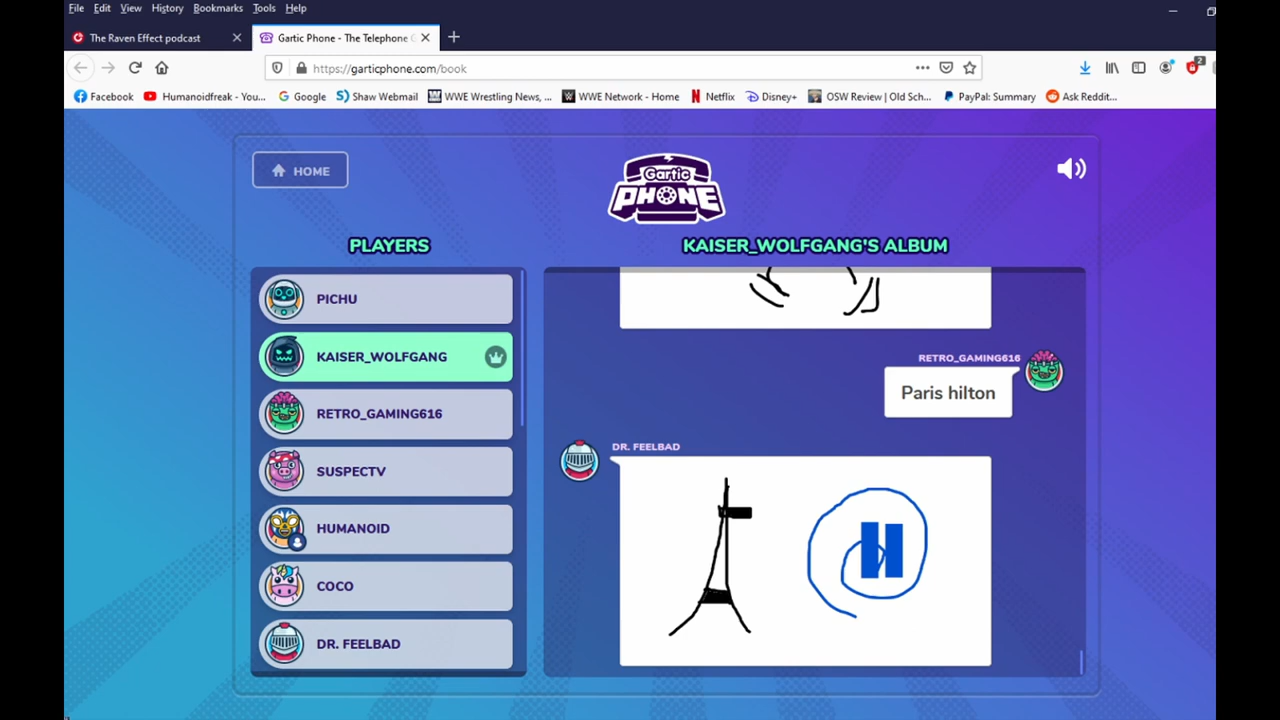 File Edit View History Bookmarks Tools Help
The Raven Effect podcast
Gartic Phone - The Telephone G
https://garticphone.com/book
2
Facebook
Humanoidfreak - You...
Google
Shaw Webmail
WWE Wrestling News, ...
WWE Network - Home
Netflix
Disney+
OSW Review | Old Sch...
PayPal: Summary
Ask Reddit...
HOME
Gartic
PHONE
PLAYERS
KAISER_WOLFGANG'S ALBUM
PICHU
KAISER_WOLFGANG
RETRO_GAMING616
SUSPECTV
HUMANOID
COCO
DR. FEELBAD
RETRO_GAMING616
Paris hilton
DR. FEELBAD
H